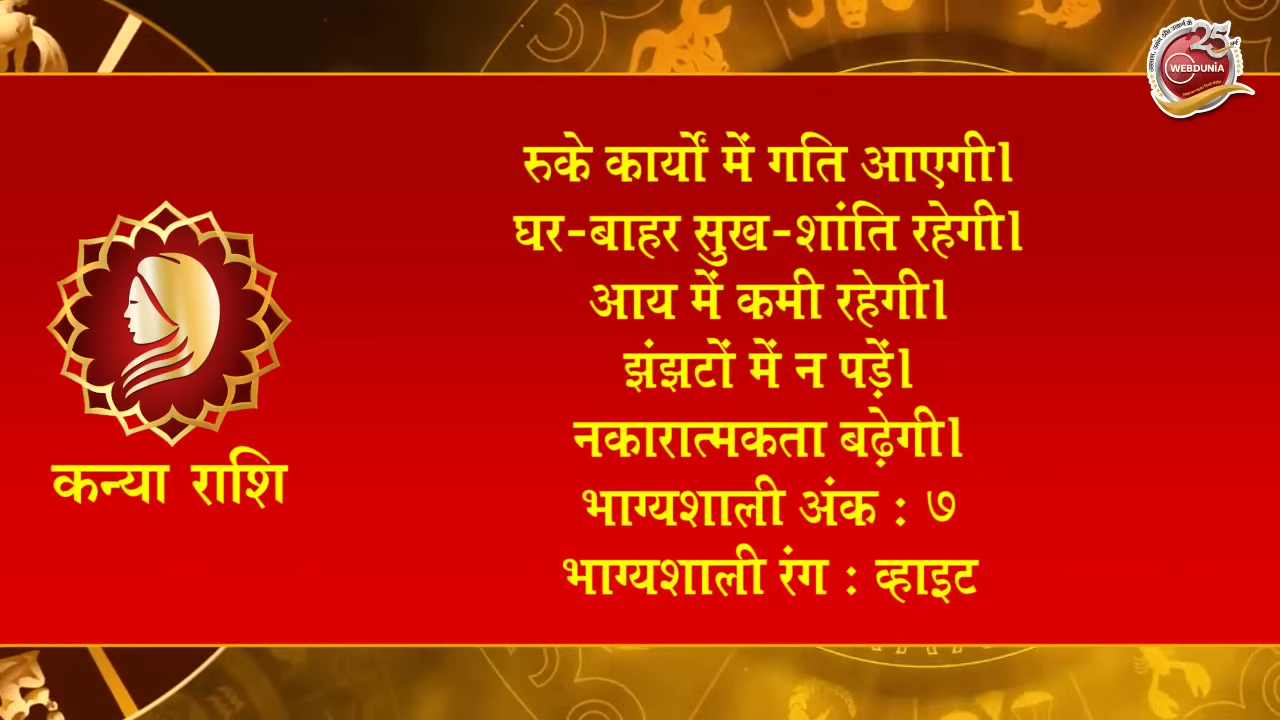 रुके कार्यों में गति आएगी।
घर-बाहर सुख-शांति रहेगी।
आय में कमी रहेगी।
झंझटों में न पड़ें।
नकारात्मकता बढ़ेगी।
भाग्यशाली अंक : ७
भाग्यशाली रंग : व्हाइट
कन्या राशि
25
WEBDUNIA